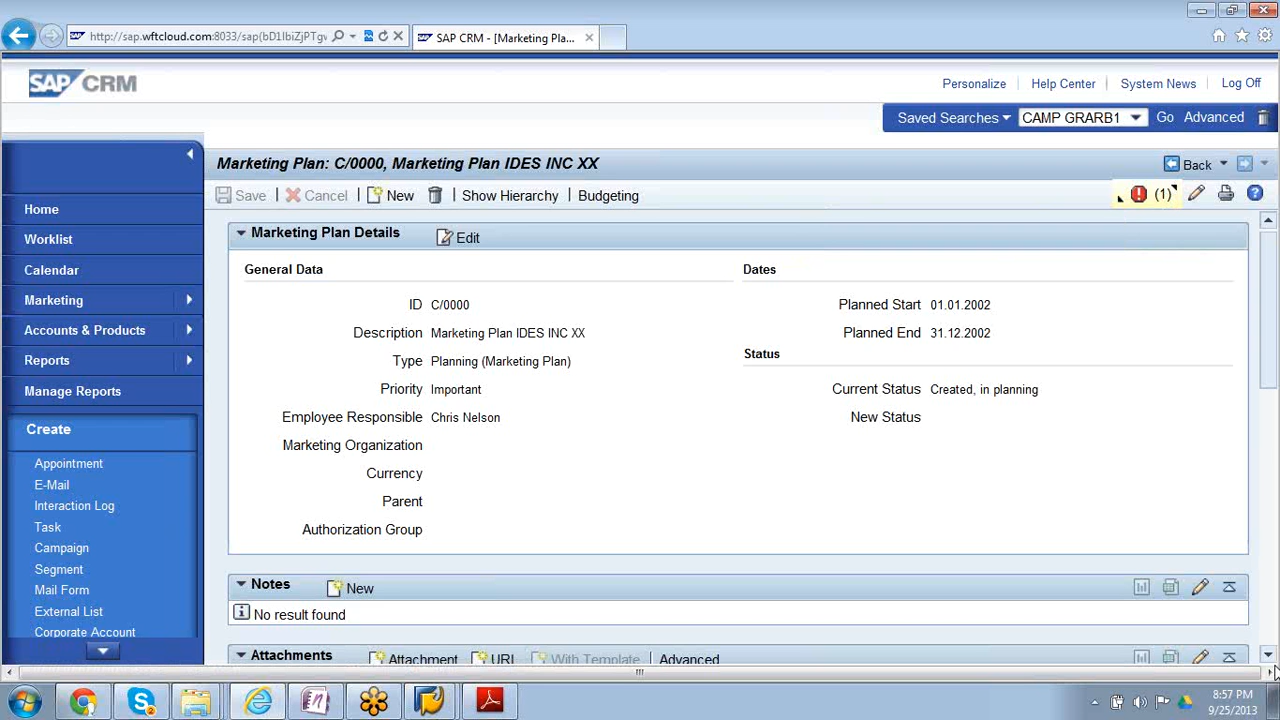 http://sap.wftcloud.com:8033/sap(bD1lbiZjPTgv
SAP CRM - [Marketing Pla...
SAP CRM
Personalize
Help Center
System News
Log Off
Saved Searches
CAMP GRARB1
Go
Advanced
Marketing Plan: C/0000, Marketing Plan IDES INC XX
Back
Save
Cancel
New
Show Hierarchy
Budgeting
(1)
Home
Worklist
Calendar
Marketing
Accounts & Products
Reports
Manage Reports
Create
Appointment
E-Mail
Interaction Log
Task
Campaign
Segment
Mail Form
External List
Corporate Account
Marketing Plan Details
Edit
General Data
ID C/0000
Description Marketing Plan IDES INC XX
Type Planning (Marketing Plan)
Priority Important
Employee Responsible Chris Nelson
Marketing Organization
Currency
Parent
Authorization Group
Dates
Planned Start 01.01.2002
Planned End 31.12.2002
Status
Current Status Created, in planning
New Status
Notes
New
No result found
Attachments
Attachment
URL
With Template
Advanced
8:57 PM
9/25/2013